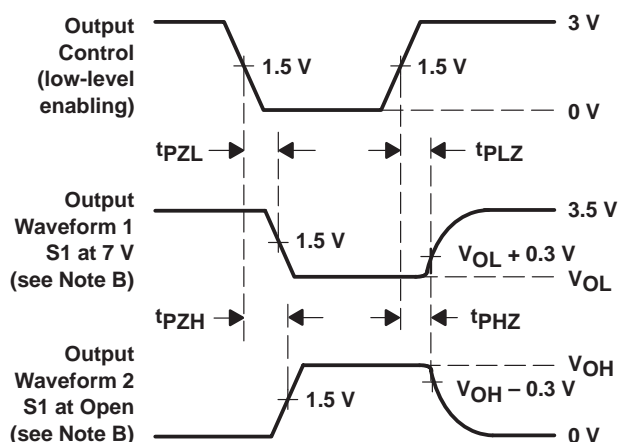 Output
Control
(low-level
enabling)
3 V
1.5 V
1.5 V
0 V
tPZL
tPLZ
Output
Waveform 1
S1 at 7 V
(see Note B)
3.5 V
1.5 V
VOL + 0.3 V
VOL
tPZH
tPHZ
Output
Waveform 2
S1 at Open
(see Note B)
VOH
VOH – 0.3 V
1.5 V
0 V